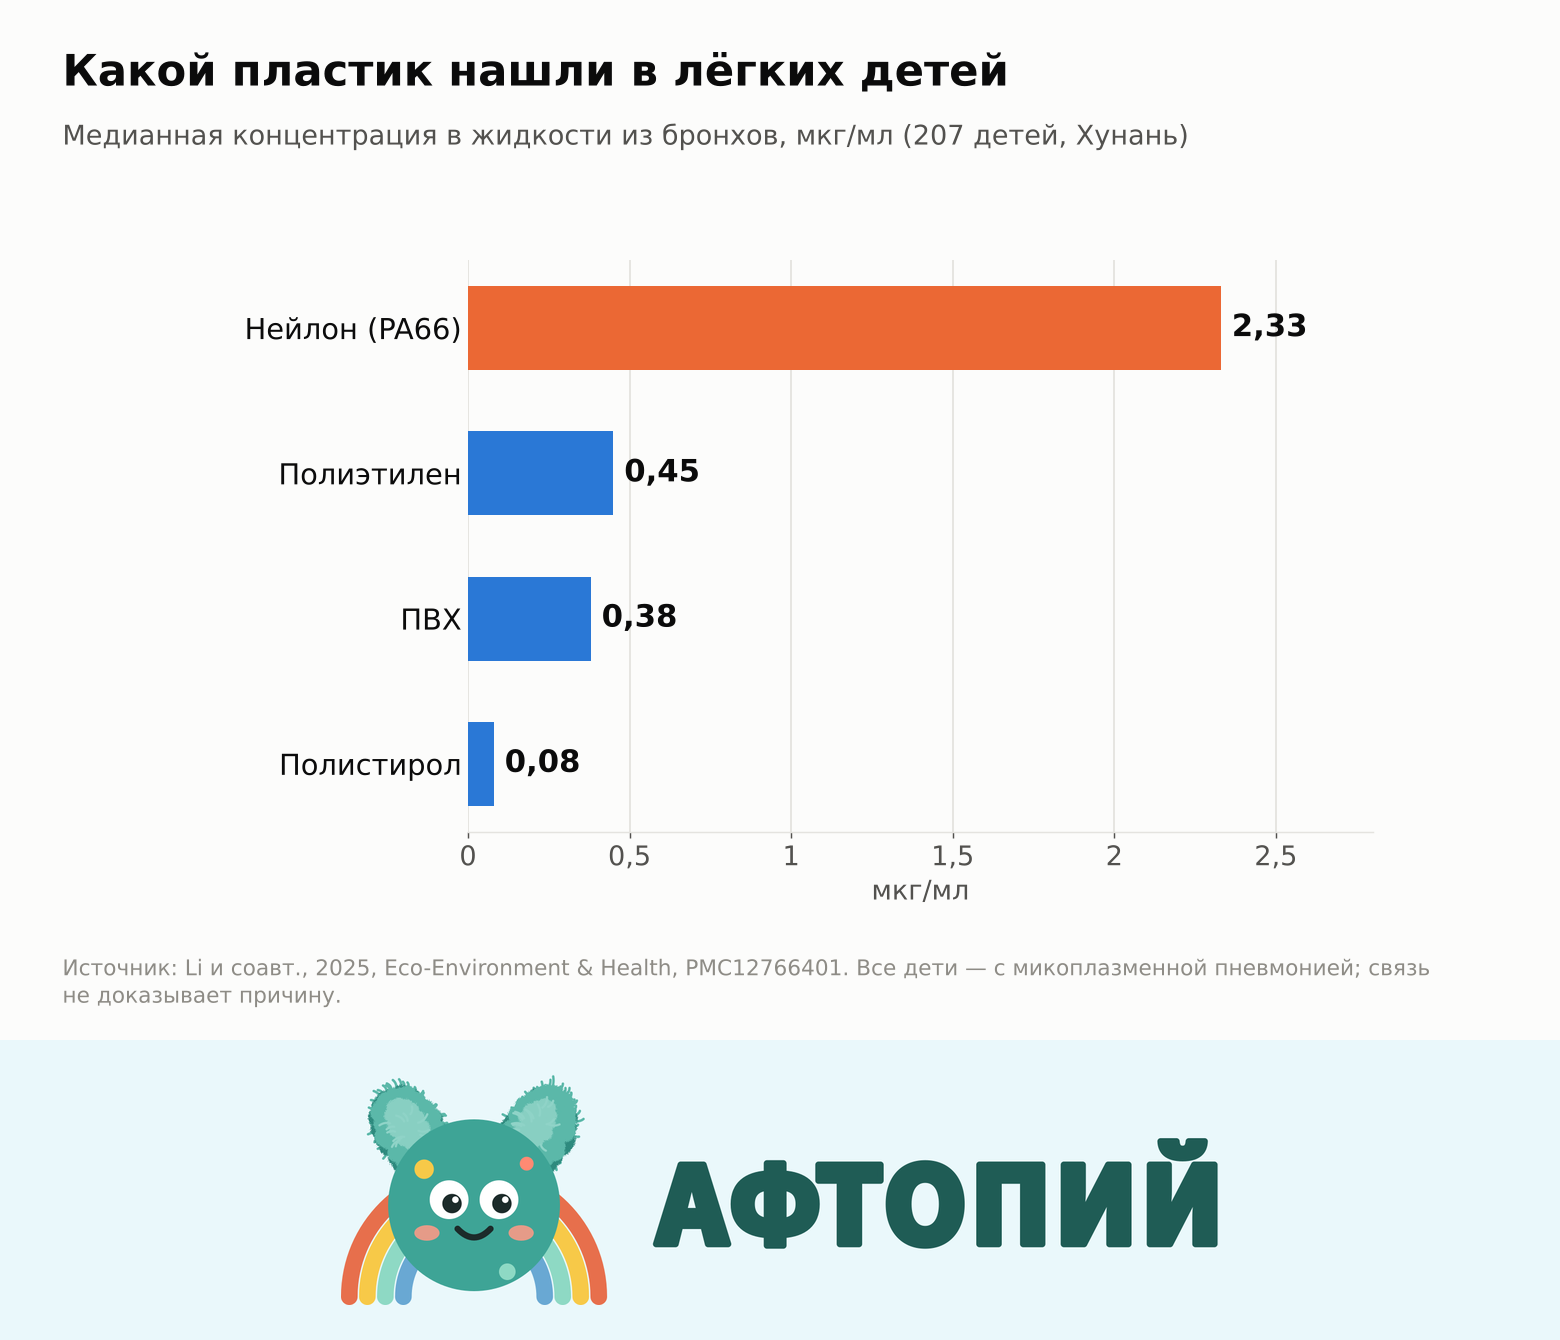 Какой пластик нашли в лёгких детей
Медианная концентрация в жидкости из бронхов, мкг/мл (207 детей, Хунань)
Нейлон (PA66) 2,33
Полиэтилен 0,45
ПВХ 0,38
Полистирол 0,08
0 0,5 1 1,5 2 2,5
мкг/мл
Источник: Li и соавт., 2025, Eco-Environment & Health, PMC12766401. Все дети — с микоплазменной пневмонией; связь
не доказывает причину.
АФТОПИЙ